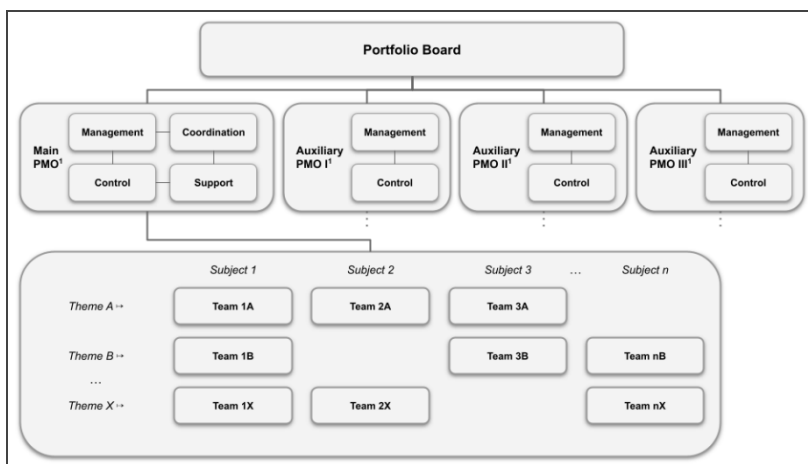 Portfolio Board
Main PMO¹
Management
Coordination
Control
Support
Auxiliary PMO I¹
Management
Control
Auxiliary PMO II¹
Management
Control
Auxiliary PMO III¹
Management
Control
Subject 1 Subject 2 Subject 3 … Subject n
Theme A ↦ Team 1A Team 2A Team 3A
Theme B ↦ Team 1B Team 3B Team nB
…
Theme X ↦ Team 1X Team 2X Team nX